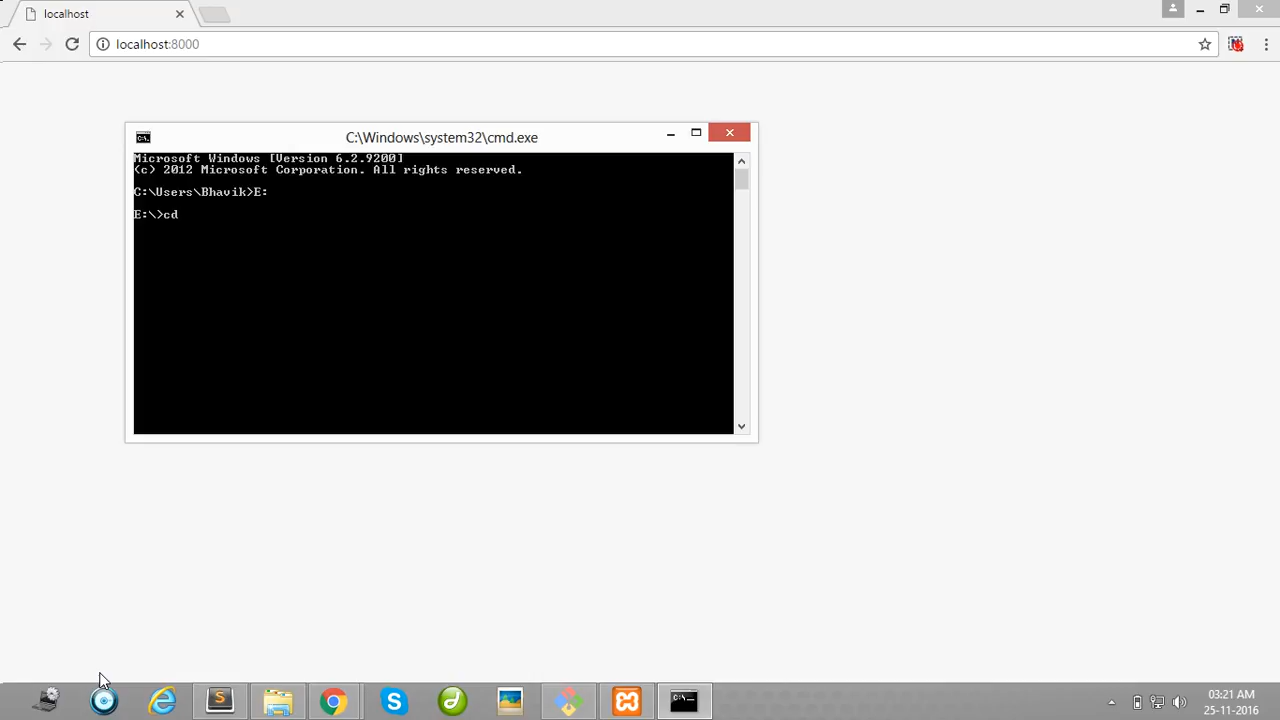 localhost
localhost:8000
C:\Windows\system32\cmd.exe
Microsoft Windows [Version 6.2.9200]
(c) 2012 Microsoft Corporation. All rights reserved.
C:\Users\Bhavik>E:
E:\>cd
03:21 AM
25-11-2016